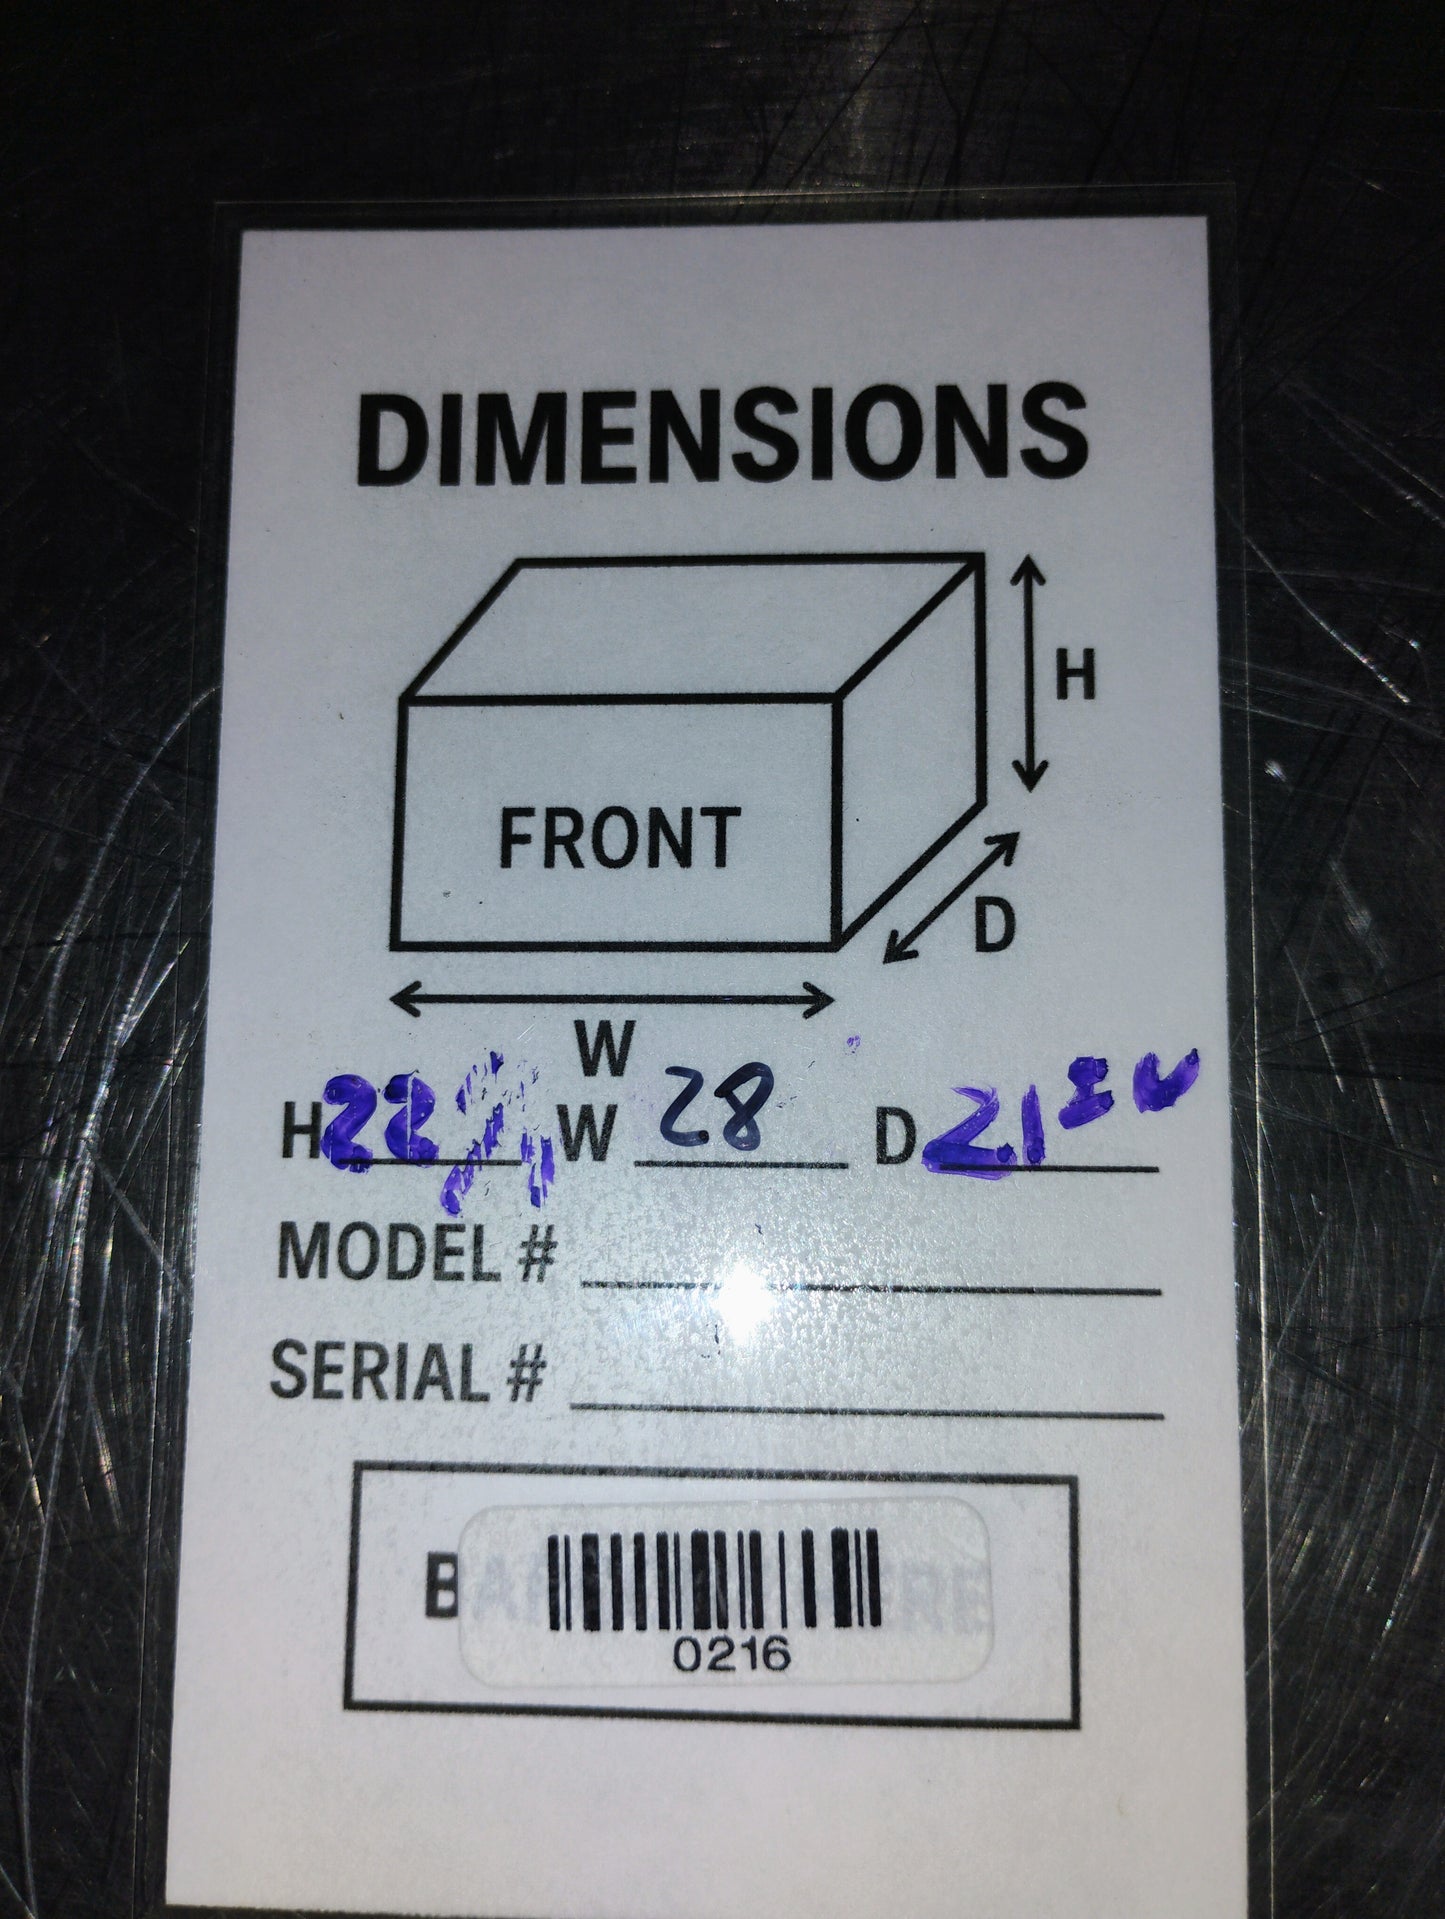 DIMENSIONS
H
FRONT
D
W
H 22 W 28 D 21
MODEL #
SERIAL #
B
0216